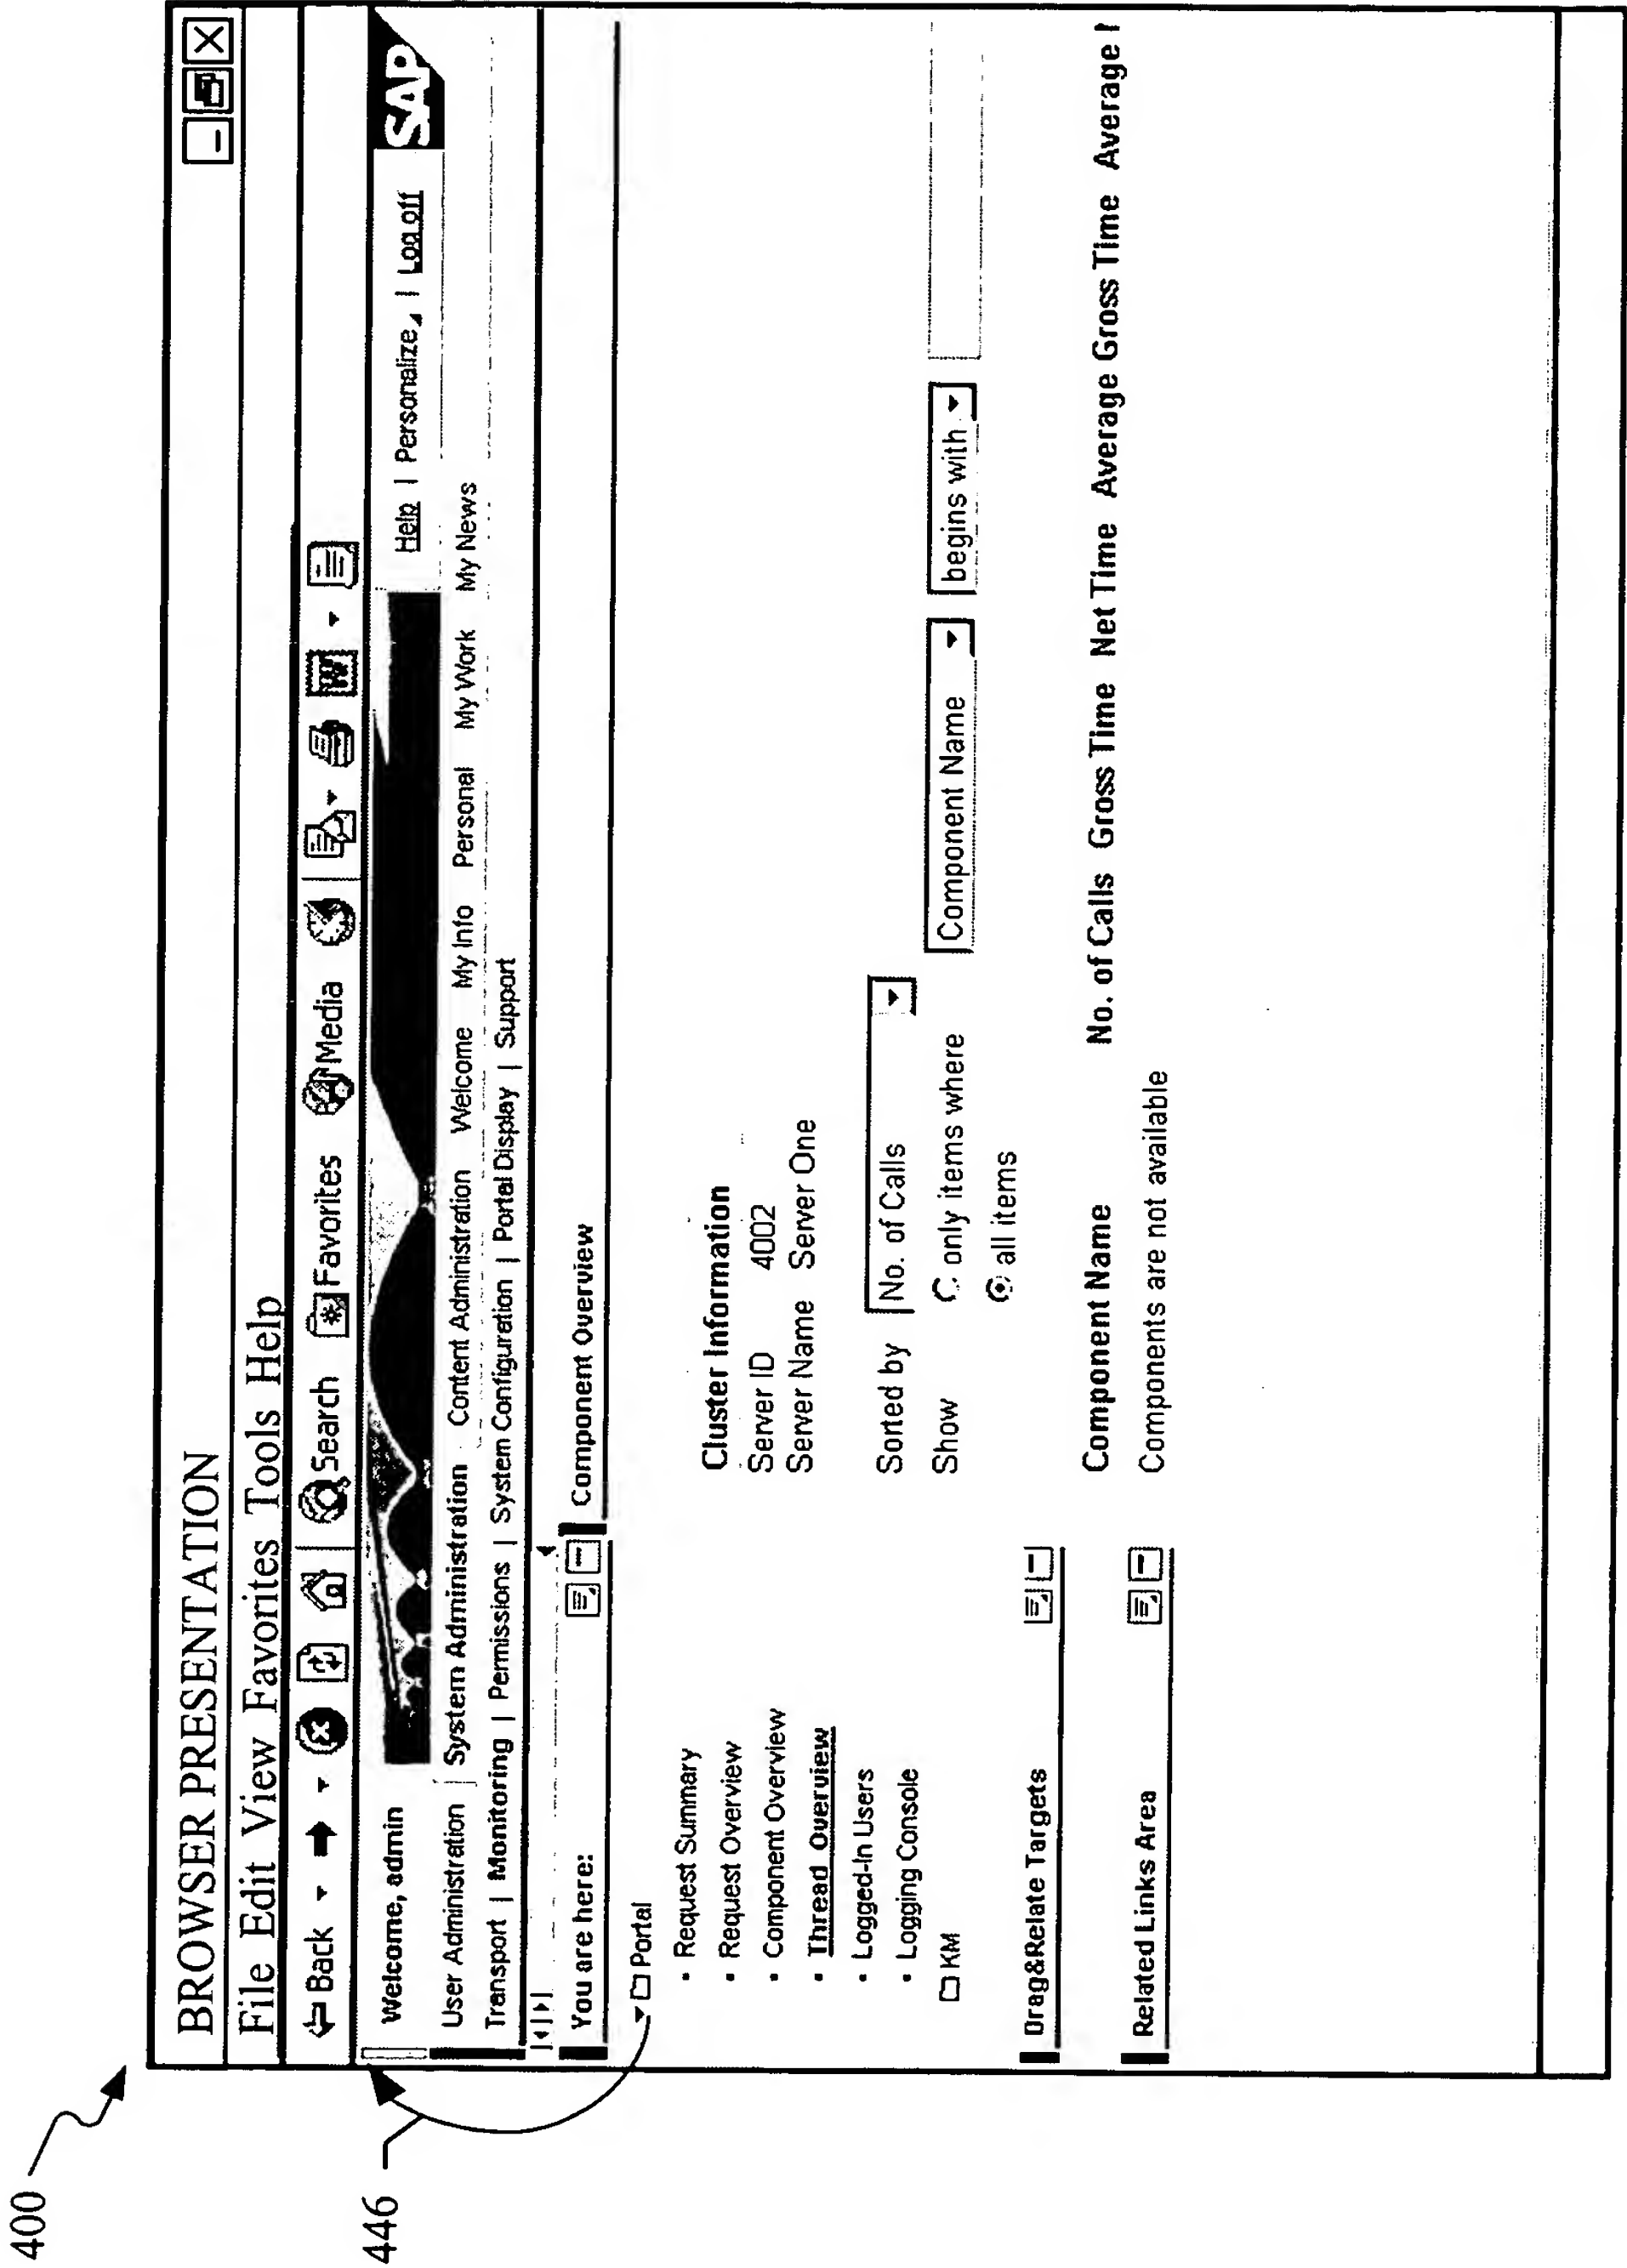 400
446
BROWSER PRESENTATION
File Edit View Favorites Tools Help
Back Search Favorites Media
Welcome, admin Help | Personalize | Log off SAP
User Administration System Administration Content Administration Welcome My Info Personal My Work My News
Transport | Monitoring | Permissions | System Configuration | Portal Display | Support
You are here: Component Overview
Portal
• Request Summary
• Request Overview
• Component Overview
• Thread Overview
• Logged-In Users
• Logging Console
KM
Drag&Relate Targets
Related Links Area
Cluster Information
Server ID 4002
Server Name Server One
Sorted by No. of Calls
Show only items where Component Name begins with
all items
Component Name No. of Calls Gross Time Net Time Average Gross Time Average
Components are not available